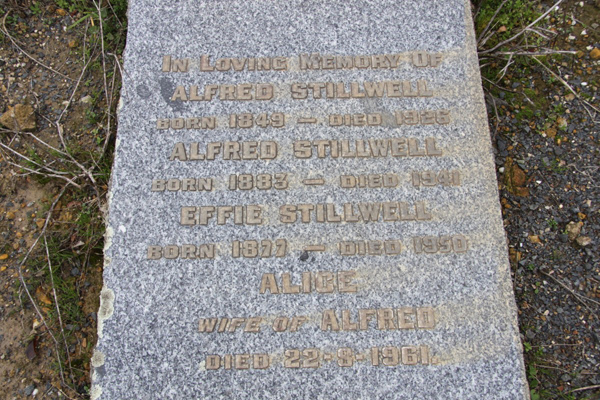 In Loving Memory Of
ALFRED STILLWELL
BORN 1849 — DIED 1926
ALFRED STILLWELL
BORN 1883 — DIED 1941
EFFIE STILLWELL
BORN 1877 — DIED 1950
ALICE
WIFE OF ALFRED
DIED 22-8-1961.